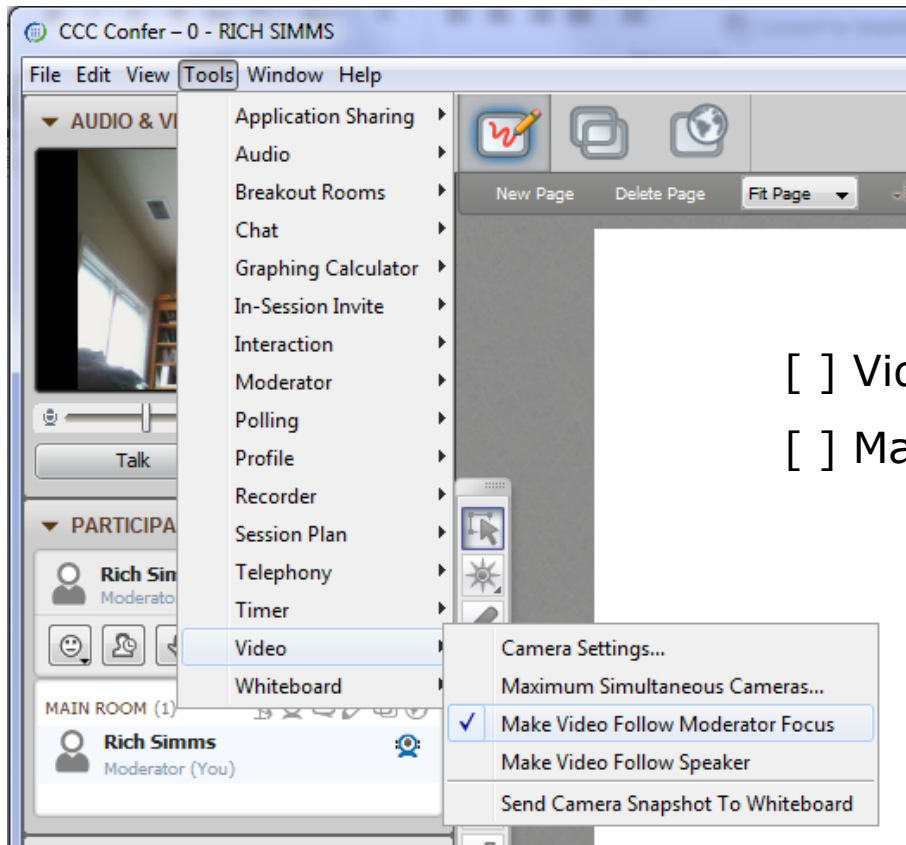 CCC Confer – 0 - RICH SIMMS
File Edit View Tools Window Help
AUDIO & VI
Application Sharing
Audio
Breakout Rooms
Chat
Graphing Calculator
In-Session Invite
Interaction
Moderator
Polling
Profile
Recorder
Session Plan
Telephony
Timer
Video
Whiteboard
New Page Delete Page Fit Page
[ ] Vid
[ ] Ma
Talk
PARTICIPA
Rich Sim
Moderato
MAIN ROOM (1)
Rich Simms
Moderator (You)
Camera Settings...
Maximum Simultaneous Cameras...
✓ Make Video Follow Moderator Focus
Make Video Follow Speaker
Send Camera Snapshot To Whiteboard